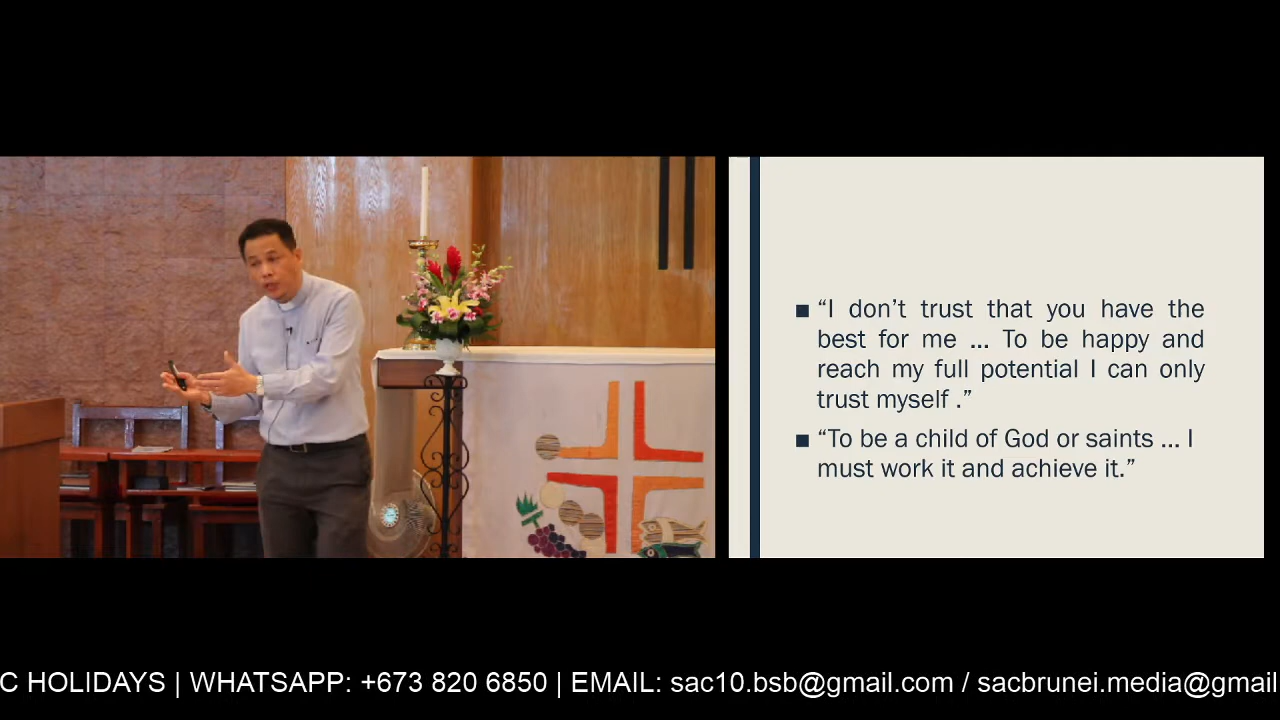 ■ “I don’t trust that you have the
best for me ... To be happy and
reach my full potential I can only
trust myself .”
■ “To be a child of God or saints ... I
must work it and achieve it.”
C HOLIDAYS | WHATSAPP: +673 820 6850 | EMAIL: sac10.bsb@gmail.com / sacbrunei.media@gmail